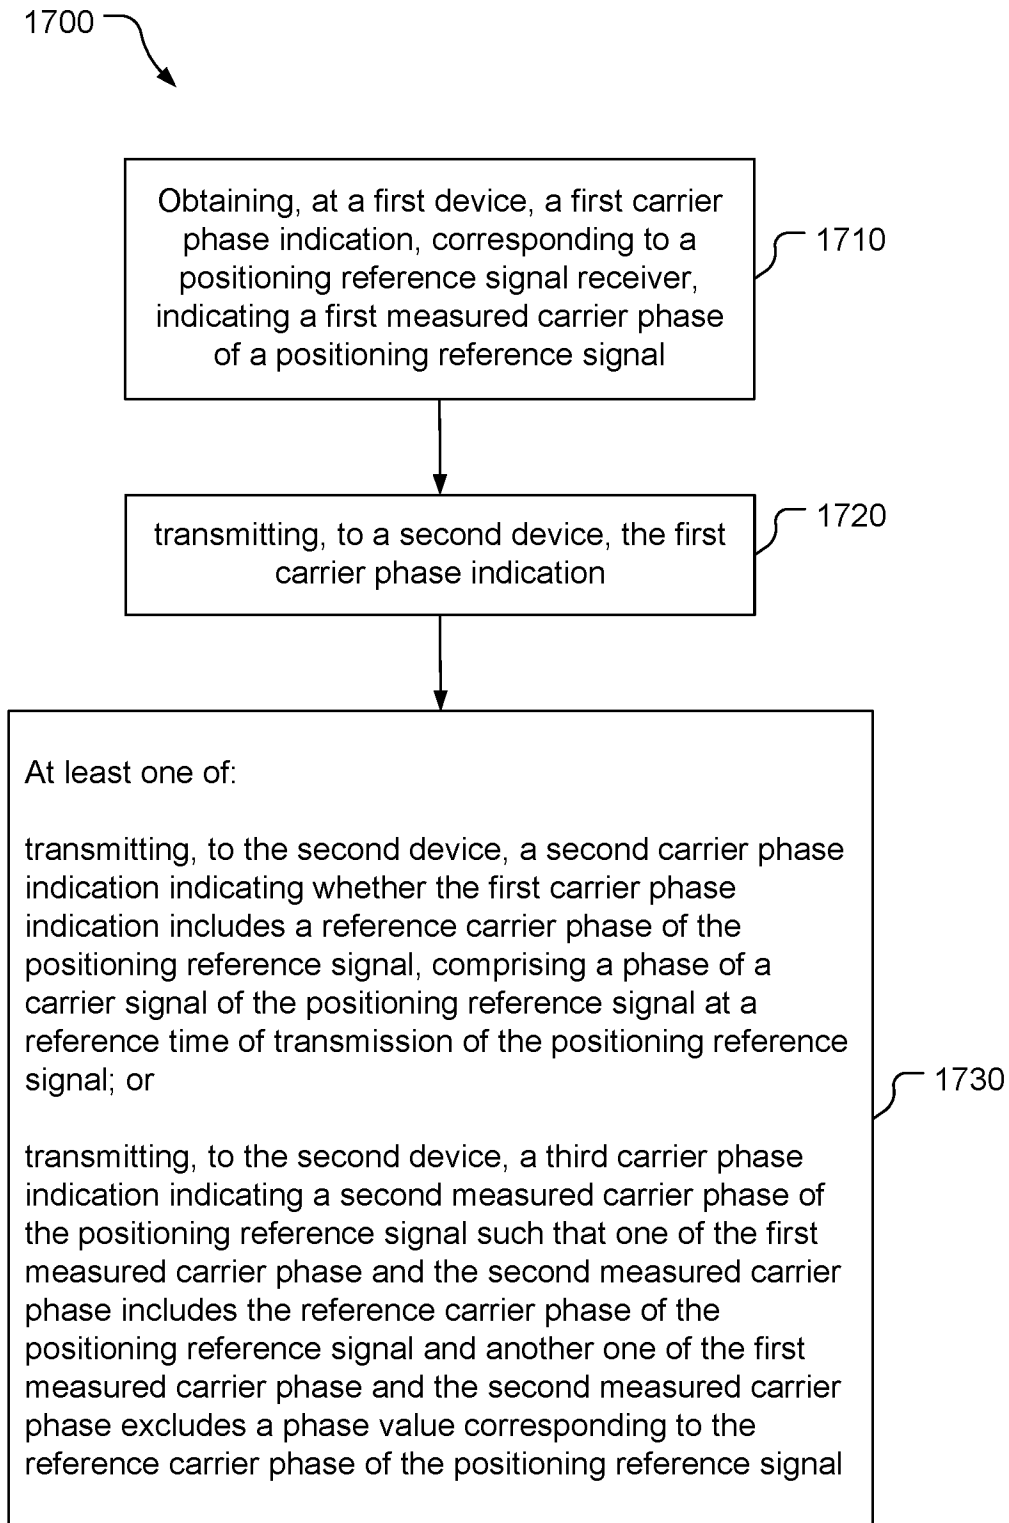 1700
Obtaining, at a first device, a first carrier
phase indication, corresponding to a
positioning reference signal receiver,
indicating a first measured carrier phase
of a positioning reference signal
1710
transmitting, to a second device, the first
carrier phase indication
1720
At least one of:
transmitting, to the second device, a second carrier phase
indication indicating whether the first carrier phase
indication includes a reference carrier phase of the
positioning reference signal, comprising a phase of a
carrier signal of the positioning reference signal at a
reference time of transmission of the positioning reference
signal; or
transmitting, to the second device, a third carrier phase
indication indicating a second measured carrier phase of
the positioning reference signal such that one of the first
measured carrier phase and the second measured carrier
phase includes the reference carrier phase of the
positioning reference signal and another one of the first
measured carrier phase and the second measured carrier
phase excludes a phase value corresponding to the
reference carrier phase of the positioning reference signal
1730